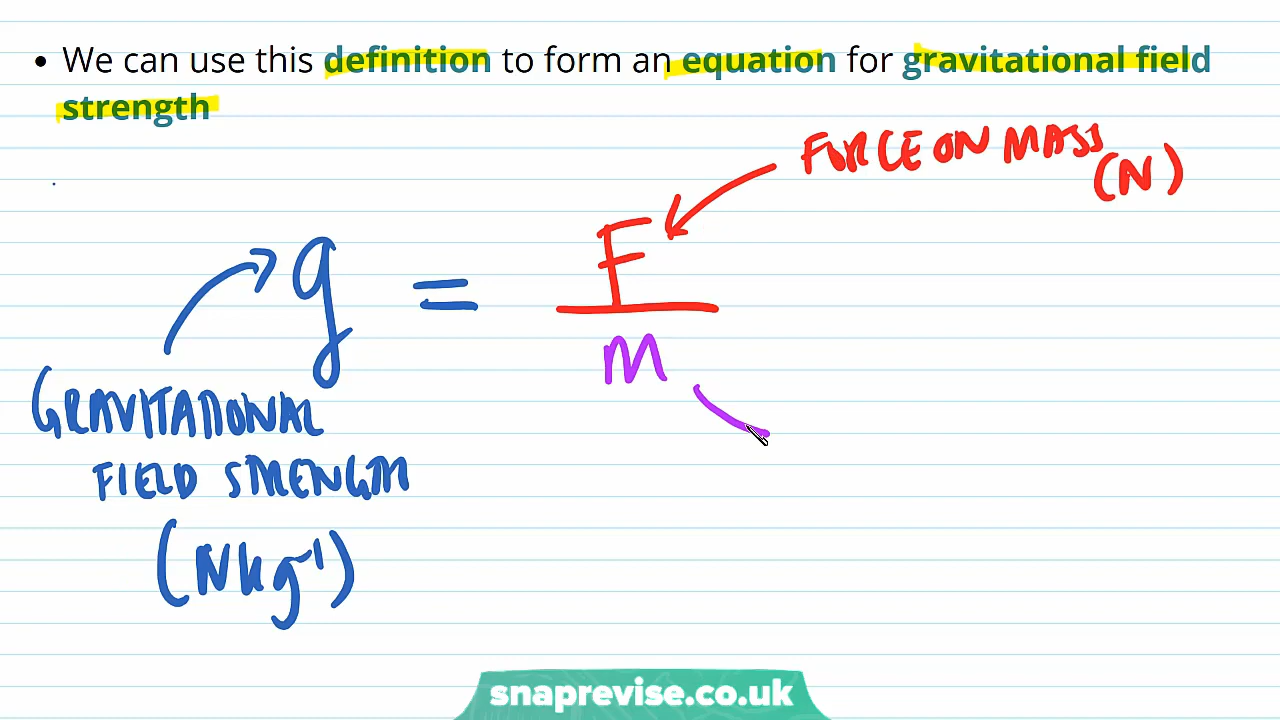 • We can use this definition to form an equation for gravitational field
strength
FORCE ON MASS
(N)
g = F
m
GRAVITATIONAL
FIELD STRENGTH
(Nkg⁻¹)
snaprevise.co.uk